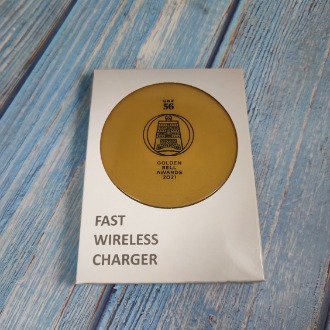 56
GOLDEN
BELL
AWARDS
2021
FAST
WIRELESS
CHARGER